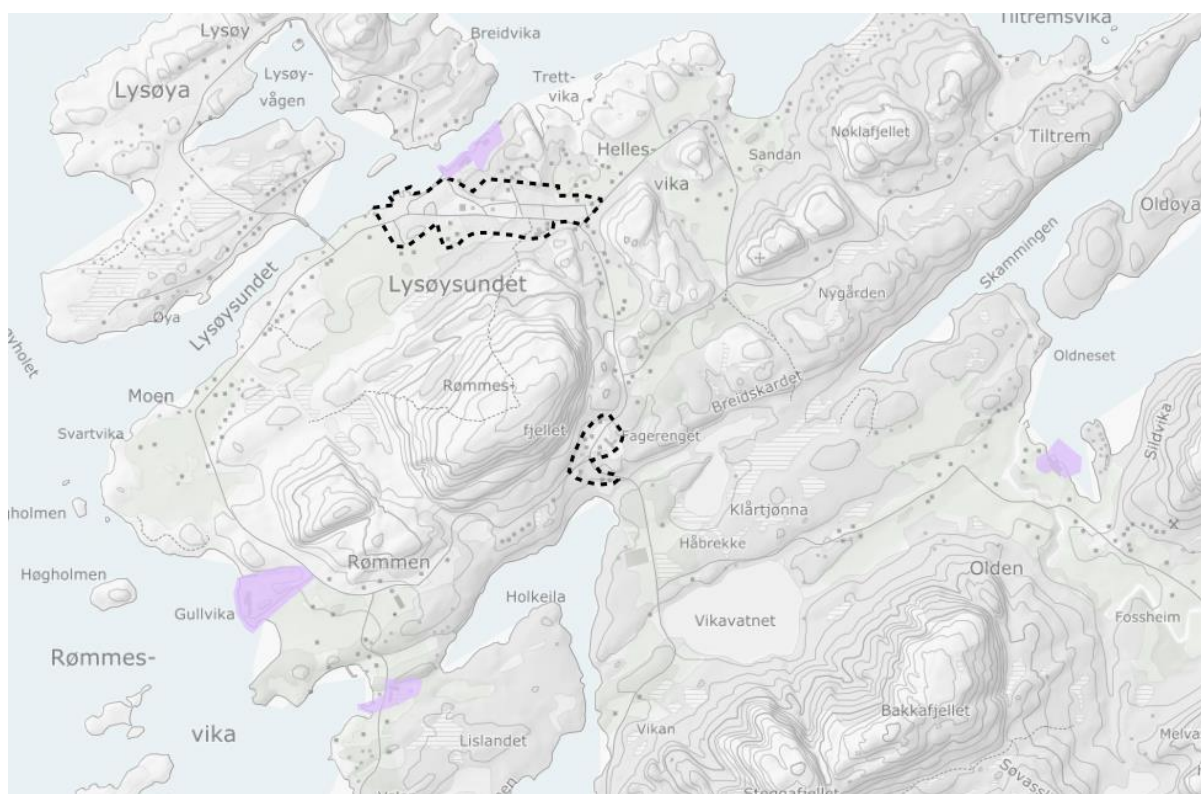 Lysøy
Breidvika
Tiltremsvika
Lysøy-
vågen
Lysøya
Trett-
vika
Helles-
vika
Nøklafjellet
Sandan
Tiltrem
Oldøya
Skammingen
Lysøysundet
Lysøysundet
Øya
Nygården
Oldneset
Moen
Rømmes-
fjellet
Breidskardet
Svartvika
Fagerenget
Sildvika
Klårtjønna
Håbrekke
Rømmen
Olden
Høgholmen
Holkeila
Gullvika
Vikavatnet
Fossheim
Rømmes-
vika
Bakkafjellet
Vikan
Lislandet